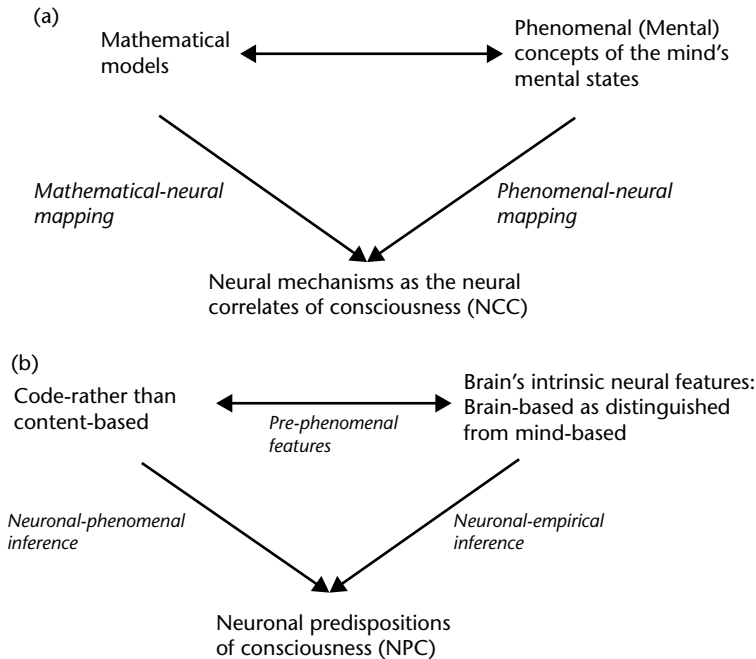 (a)
Mathematical
models
Phenomenal (Mental)
concepts of the mind's
mental states
Mathematical-neural
mapping
Phenomenal-neural
mapping
Neural mechanisms as the neural
correlates of consciousness (NCC)
(b)
Code-rather than
content-based
Pre-phenomenal
features
Brain's intrinsic neural features:
Brain-based as distinguished
from mind-based
Neuronal-phenomenal
inference
Neuronal-empirical
inference
Neuronal predispositions
of consciousness (NPC)